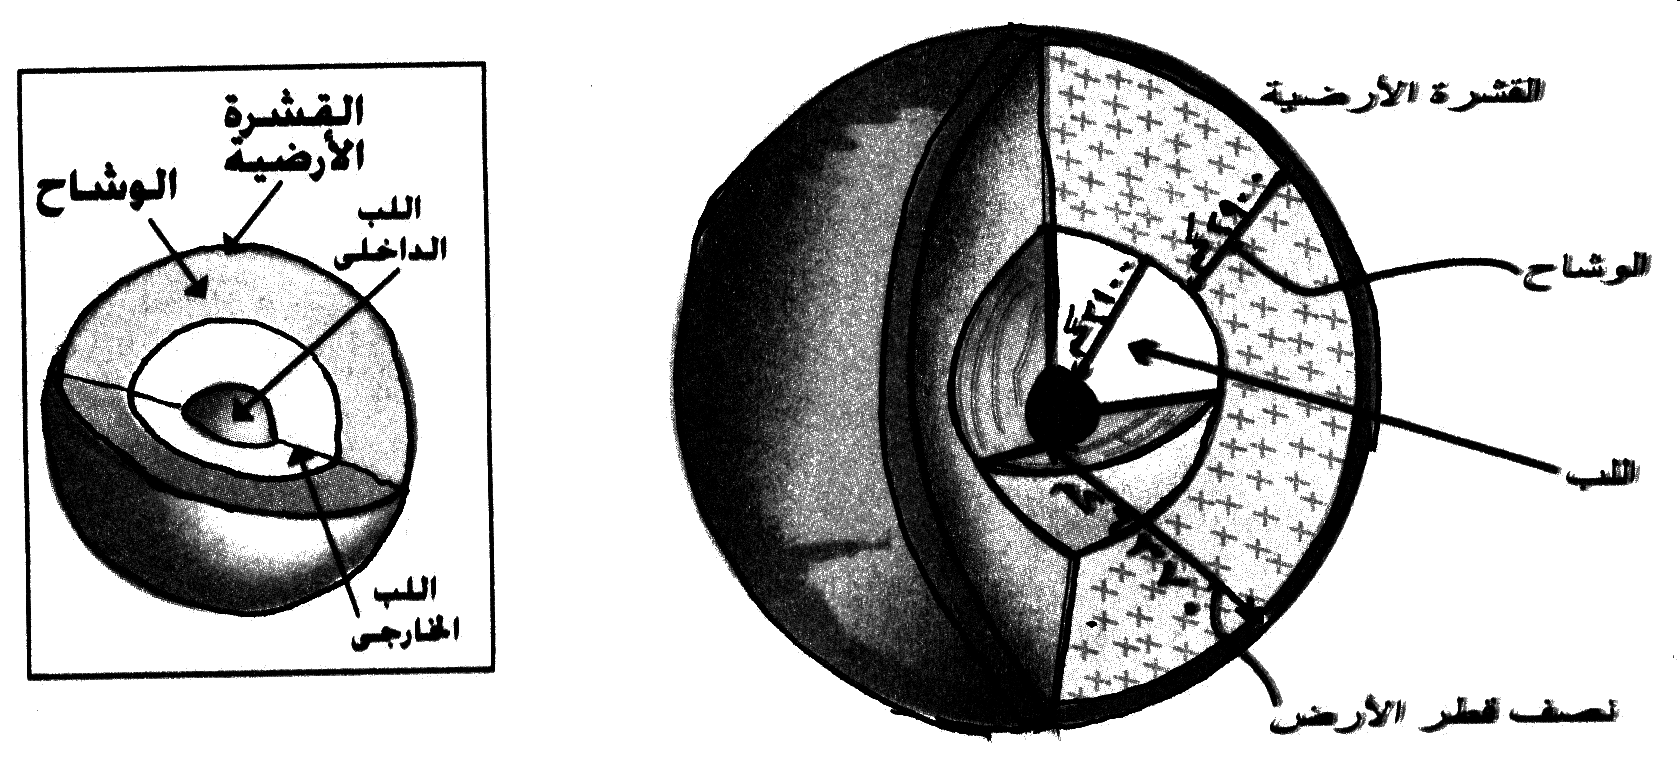 القشرة
الأرضية
الوشاح
اللب
الداخلى
اللب
الخارجى
القشرة الأرضية
الوشاح
اللب
نصف قطر الأرض